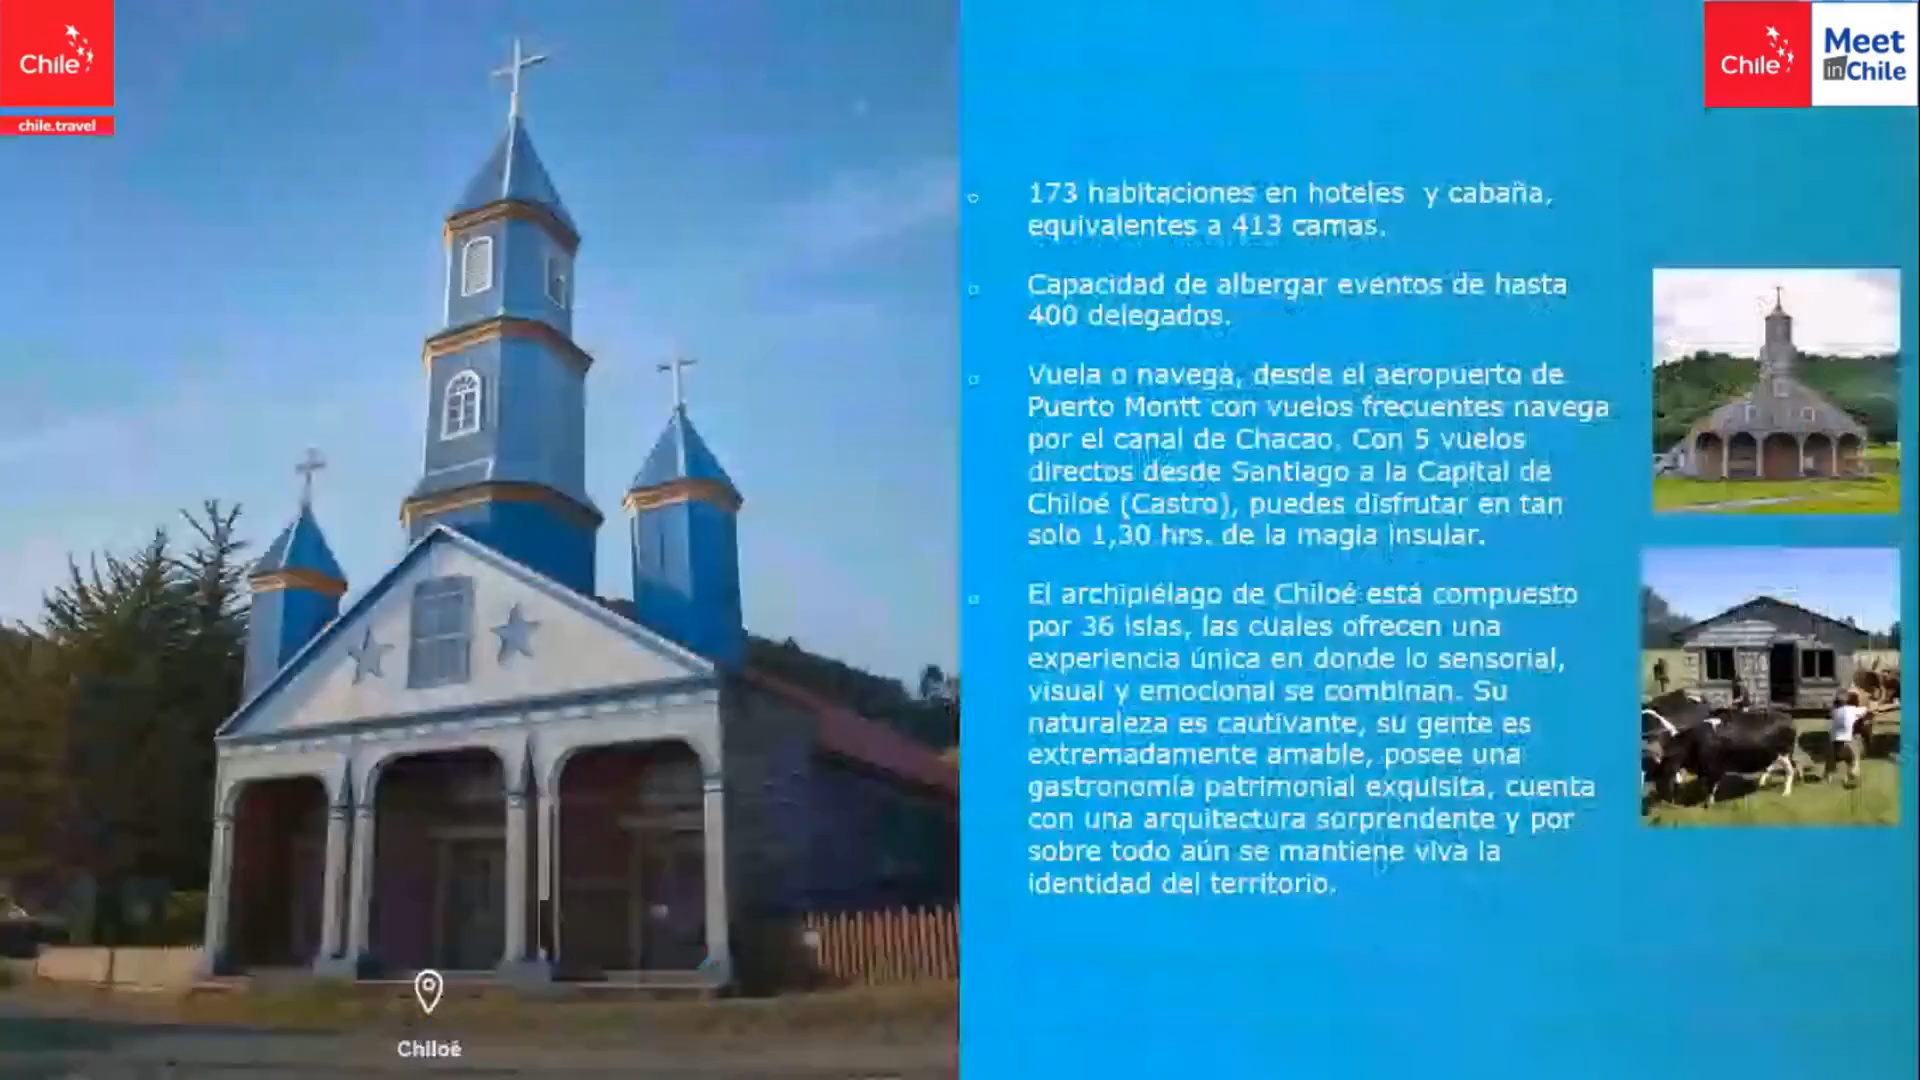 Chile
chile.travel
Chile
Meet
in Chile
173 habitaciones en hoteles y cabaña,
equivalentes a 413 camas.
Capacidad de albergar eventos de hasta
400 delegados.
Vuela o navega, desde el aeropuerto de
Puerto Montt con vuelos frecuentes navega
por el canal de Chacao. Con 5 vuelos
directos desde Santiago a la Capital de
Chiloé (Castro), puedes disfrutar en tan
solo 1,30 hrs. de la magia insular.
El archipiélago de Chiloé está compuesto
por 36 islas, las cuales ofrecen una
experiencia única en donde lo sensorial,
visual y emocional se combinan. Su
naturaleza es cautivante, su gente es
extremadamente amable, posee una
gastronomía patrimonial exquisita, cuenta
con una arquitectura sorprendente y por
sobre todo aún se mantiene viva la
identidad del territorio.
Chiloé